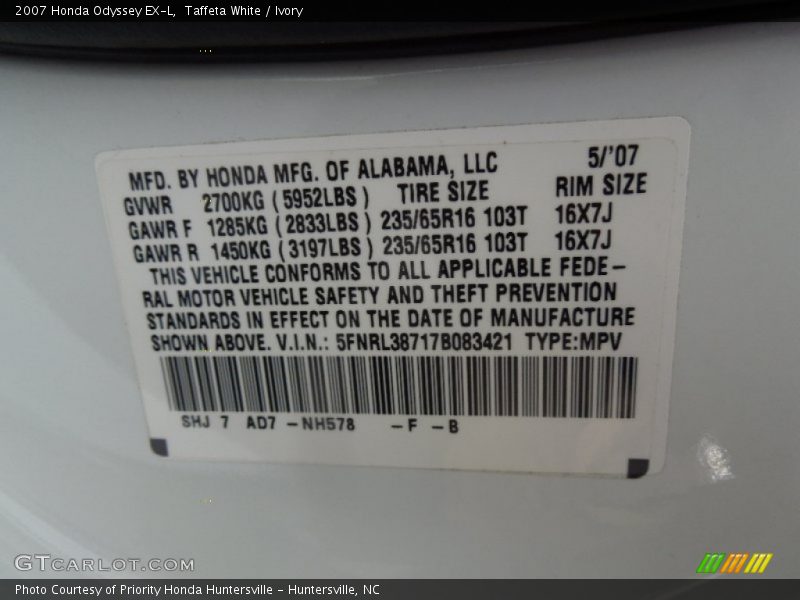 2007 Honda Odyssey EX-L, Taffeta White / Ivory
MFD. BY HONDA MFG. OF ALABAMA, LLC 5/'07
GVWR 2700KG (5952LBS) TIRE SIZE RIM SIZE
GAWR F 1285KG (2833LBS) 235/65R16 103T 16X7J
GAWR R 1450KG (3197LBS) 235/65R16 103T 16X7J
THIS VEHICLE CONFORMS TO ALL APPLICABLE FEDE-
RAL MOTOR VEHICLE SAFETY AND THEFT PREVENTION
STANDARDS IN EFFECT ON THE DATE OF MANUFACTURE
SHOWN ABOVE. V.I.N.: 5FNRL38717B083421 TYPE:MPV
SHJ 7 AD7 -NH578 -F -B
GTCARLOT.COM
Photo Courtesy of Priority Honda Huntersville - Huntersville, NC